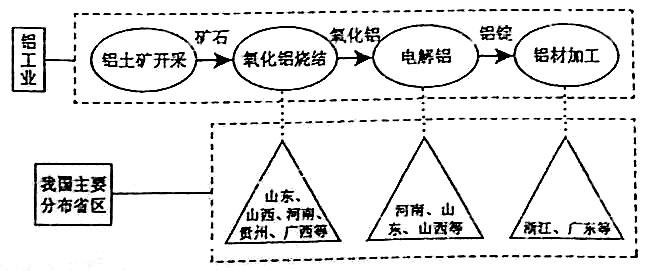 铝工业
铝土矿开采
矿石
氧化铝烧结
氧化铝
电解铝
铝锭
铝材加工
我国主要
分布省区
山东、
山西、河南、
贵州、广西等
河南、山
东、山西等
浙江、广东等